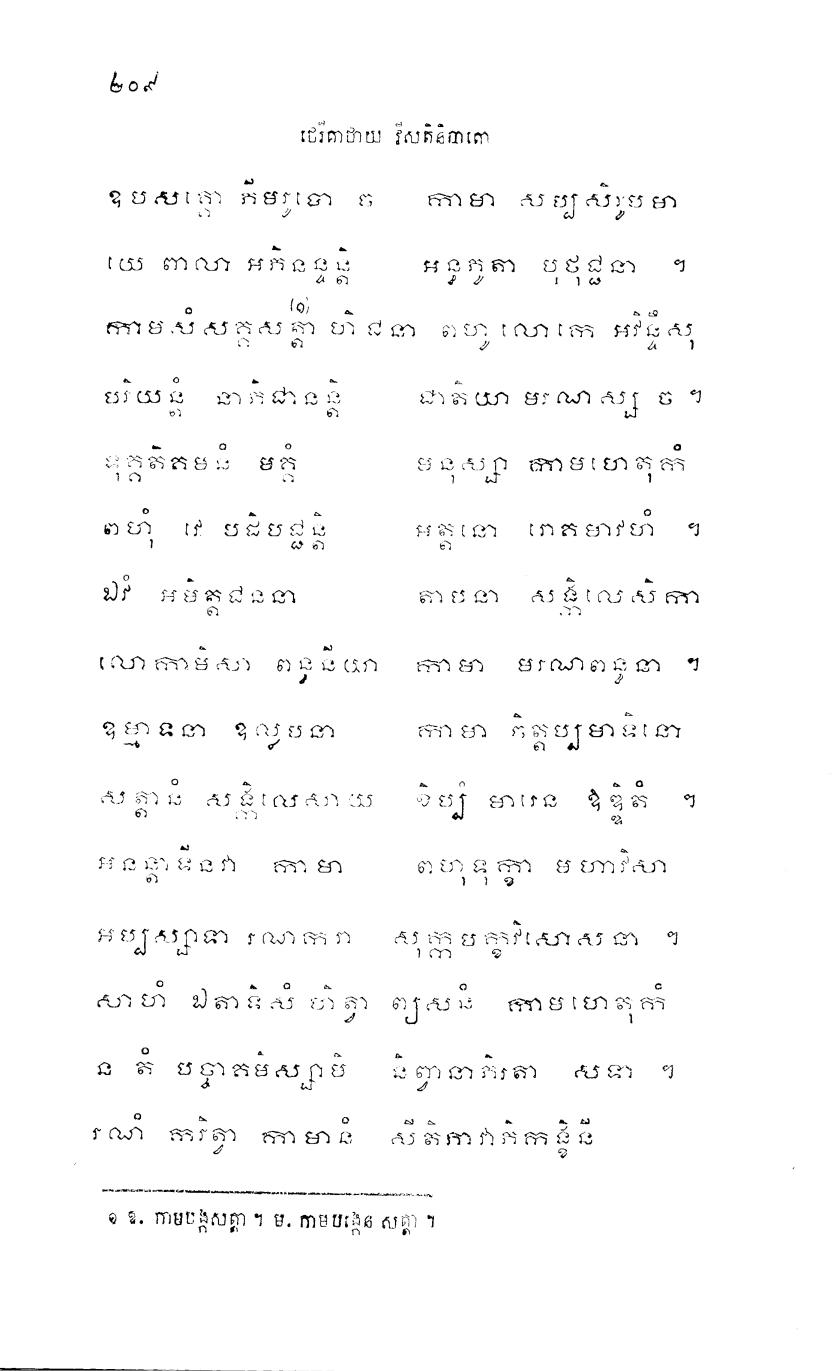 ២០៩
ថេរីគាថាយ វីសតិនិបាតោ
ឧបសគ្គោ ភីមរូបោ ច កាមា សប្បសិរូបមា
យេ ពាលា អភិនន្ទន្តិ អន្ធភូតា បុថុជ្ជនា ។
កាមសំសគ្គសត្តា(១) ហិ ជនា ពហូ លោកេ អវិន្ទីសុ
បរិយន្តំ នាភិជានន្តិ ជាតិយា មរណស្ស ច ។
ទុគ្គតិគមនំ មគ្គំ មនុស្សា កាមហេតុកំ
ពហុំ វេ បដិបជ្ជន្តិ អត្តនោ រោគមាវហំ ។
ឯវំ អមិត្តជននា តាបនា សង្កិលេសិកា
លោកាមិសា ពន្ធនីយា កាមា មរណពន្ធនា ។
ឧម្មាទនា ឧល្លបនា កាមា ចិត្តប្បមាទិនោ
សត្តានំ សង្កិលេសាយ ខិប្បំ មារេន ឱឌ្ឌិតំ ។
អនន្តាទីនវា កាមា ពហុទុក្ខា មហាវិសា
អប្បស្សាទា រណករា សុក្កបក្ខវិសោសនា ។
សាហំ ឯតាទិសំ ហិត្វា ព្យសនំ កាមហេតុកំ
ន តំ បច្ចាគមិស្សាមិ និព្វានាភិរតា សទា ។
រណំ ករិត្វា កាមានំ សីតិភាវាភិកង្ខិនី
១ ឱ. កាមបង្កសត្តា ។ ម. កាមបង្កេន សត្តា ។